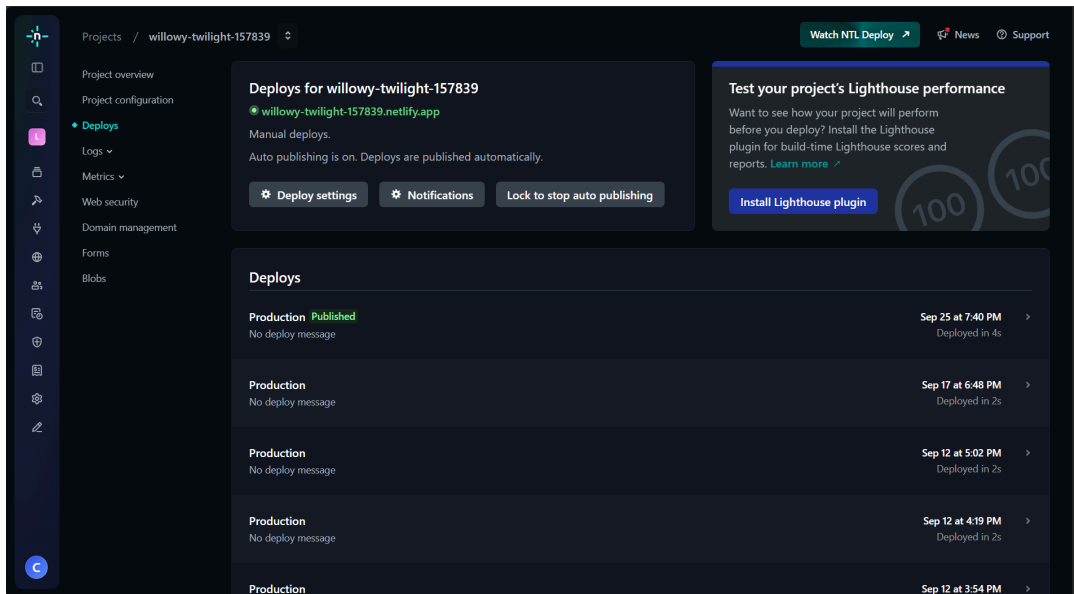 n
Projects / willowy-twilight-157839
Watch NTL Deploy
News
Support
L
C
Project overview
Project configuration
Deploys
Logs
Metrics
Web security
Domain management
Forms
Blobs
Deploys for willowy-twilight-157839
willowy-twilight-157839.netlify.app
Manual deploys.
Auto publishing is on. Deploys are published automatically.
Deploy settings
Notifications
Lock to stop auto publishing
Test your project's Lighthouse performance
Want to see how your project will perform
before you deploy? Install the Lighthouse
plugin for build-time Lighthouse scores and
reports. Learn more
Install Lighthouse plugin
100
100
Deploys
Production Published
No deploy message
Sep 25 at 7:40 PM
Deployed in 4s
Production
No deploy message
Sep 17 at 6:48 PM
Deployed in 2s
Production
No deploy message
Sep 12 at 5:02 PM
Deployed in 2s
Production
No deploy message
Sep 12 at 4:19 PM
Deployed in 2s
Production
Sep 12 at 3:54 PM